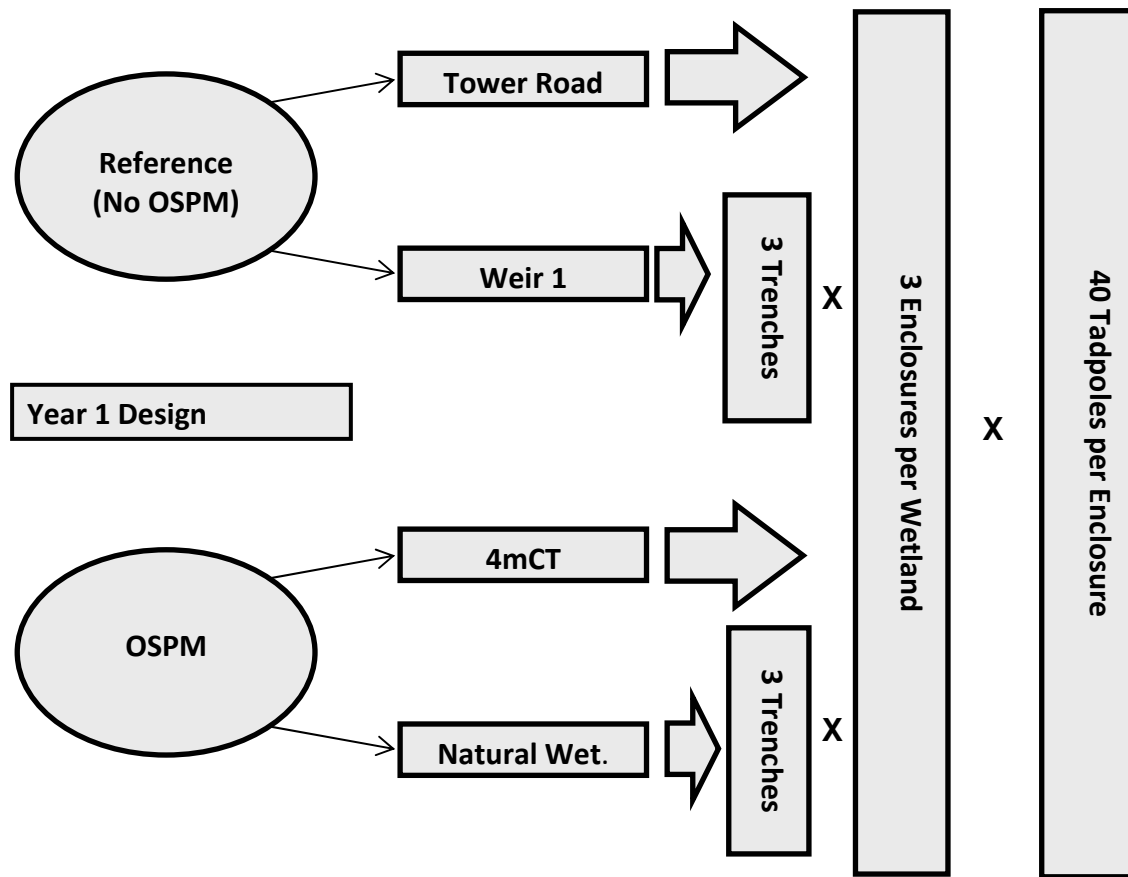 Tower Road
Reference
(No OSPM)
Weir 1
3 Trenches
X
3 Enclosures per Wetland
X
40 Tadpoles per Enclosure
Year 1 Design
4mCT
OSPM
Natural Wet.
3 Trenches
X